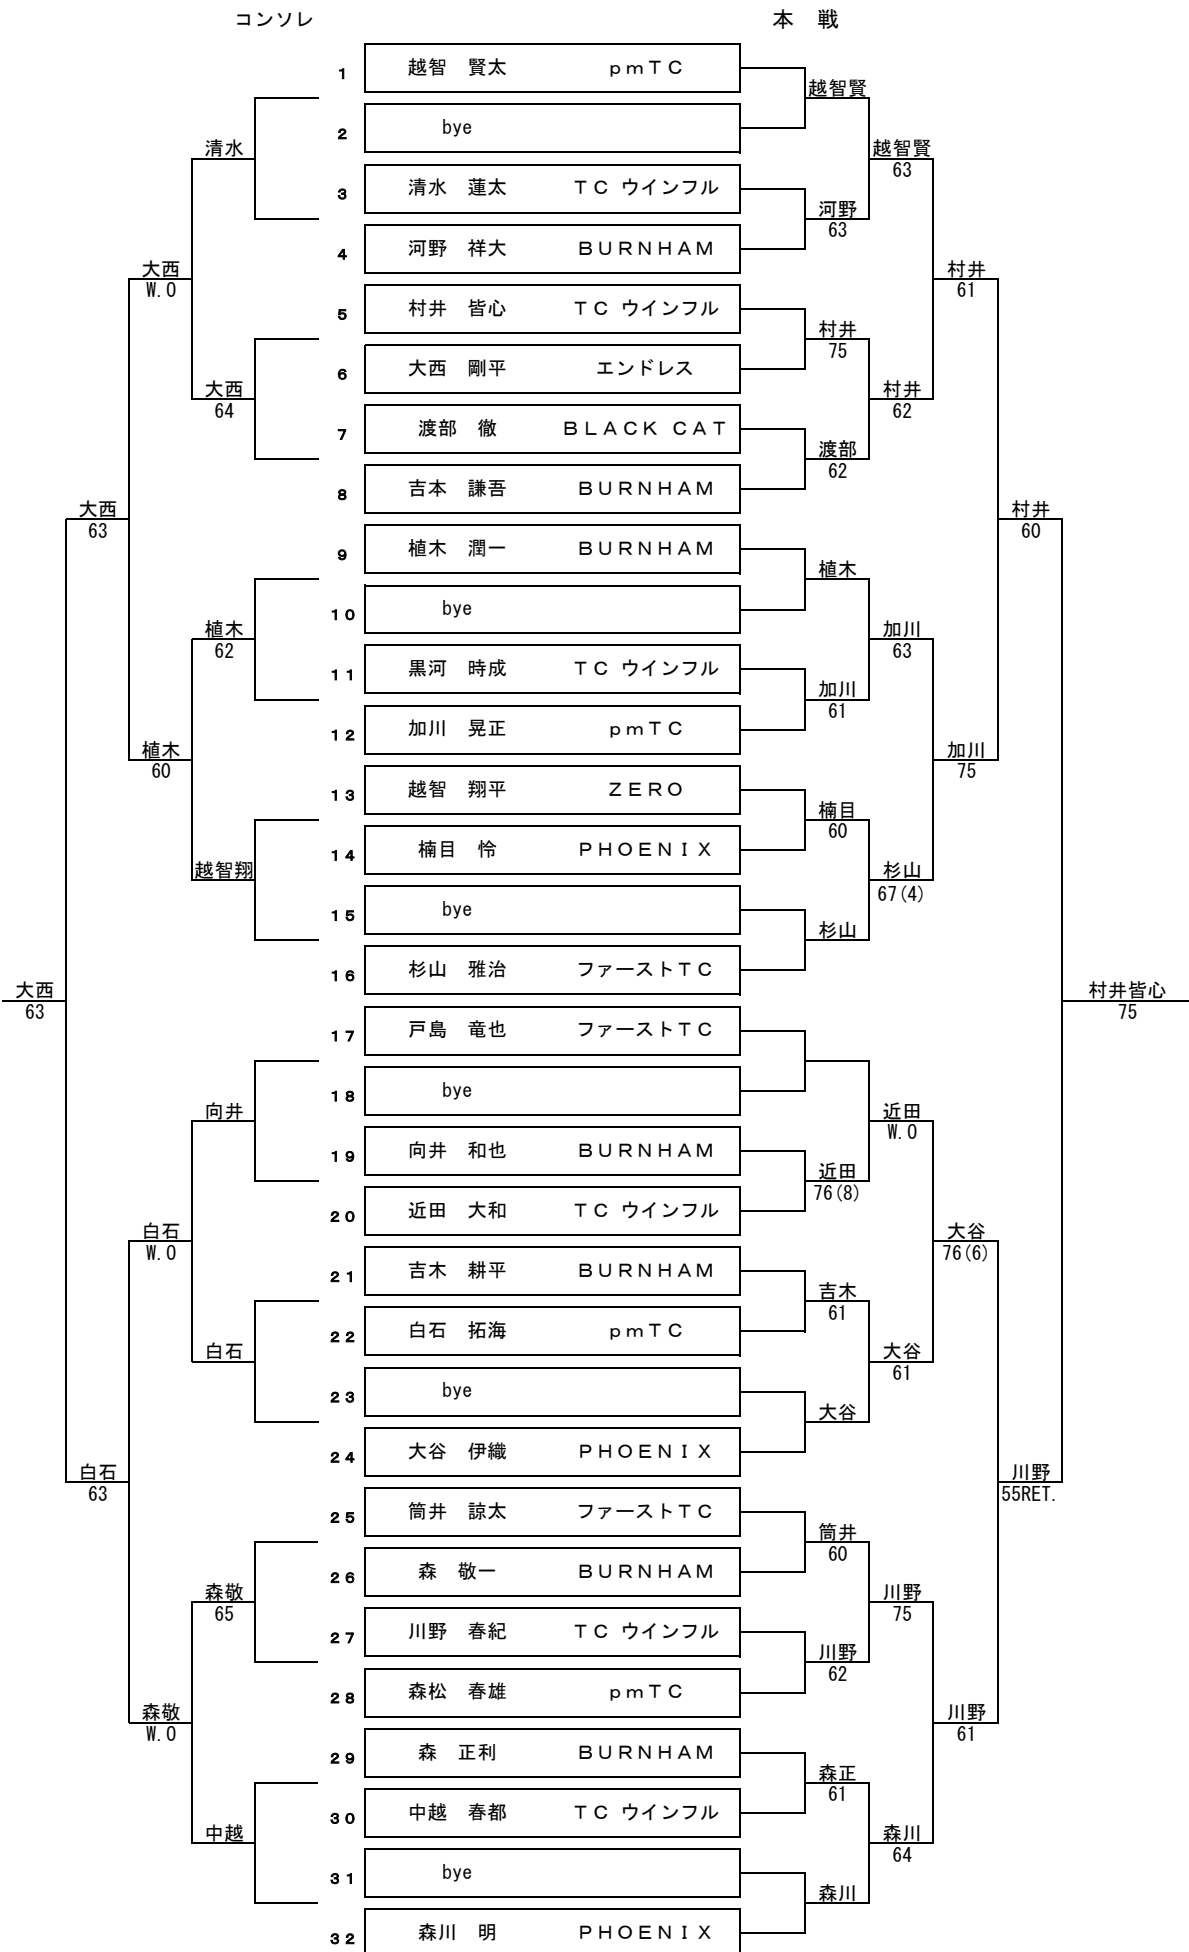 コンソレ 本 戦
1 越智 賢太 pmTC
越智賢
2 bye
清水 越智賢
63
3 清水 蓮太 TC ウインフル
河野
63
4 河野 祥大 BURNHAM
大西 村井
W.O 61
5 村井 皆心 TC ウインフル
村井
75
6 大西 剛平 エンドレス
大西 村井
64 62
7 渡部 徹 BLACK CAT
渡部
62
8 吉本 謙吾 BURNHAM
大西 村井
63 60
9 植木 潤一 BURNHAM
植木
10 bye
植木 加川
62 63
11 黒河 時成 TC ウインフル
加川
61
12 加川 晃正 pmTC
植木 加川
60 75
13 越智 翔平 ZERO
楠目
60
14 楠目 怜 PHOENIX
越智翔 杉山
67(4)
15 bye
杉山
16 杉山 雅治 ファーストTC
大西 村井皆心
63 75
17 戸島 竜也 ファーストTC
18 bye
向井 近田
W.O
19 向井 和也 BURNHAM
近田
76(8)
20 近田 大和 TC ウインフル
白石 大谷
W.O 76(6)
21 吉木 耕平 BURNHAM
吉木
61
22 白石 拓海 pmTC
白石 大谷
61
23 bye
大谷
24 大谷 伊織 PHOENIX
白石 川野
63 55RET.
25 筒井 諒太 ファーストTC
筒井
60
26 森 敬一 BURNHAM
森敬 川野
65 75
27 川野 春紀 TC ウインフル
川野
62
28 森松 春雄 pmTC
森敬 川野
W.O 61
29 森 正利 BURNHAM
森正
61
30 中越 春都 TC ウインフル
中越 森川
64
31 bye
森川
32 森川 明 PHOENIX